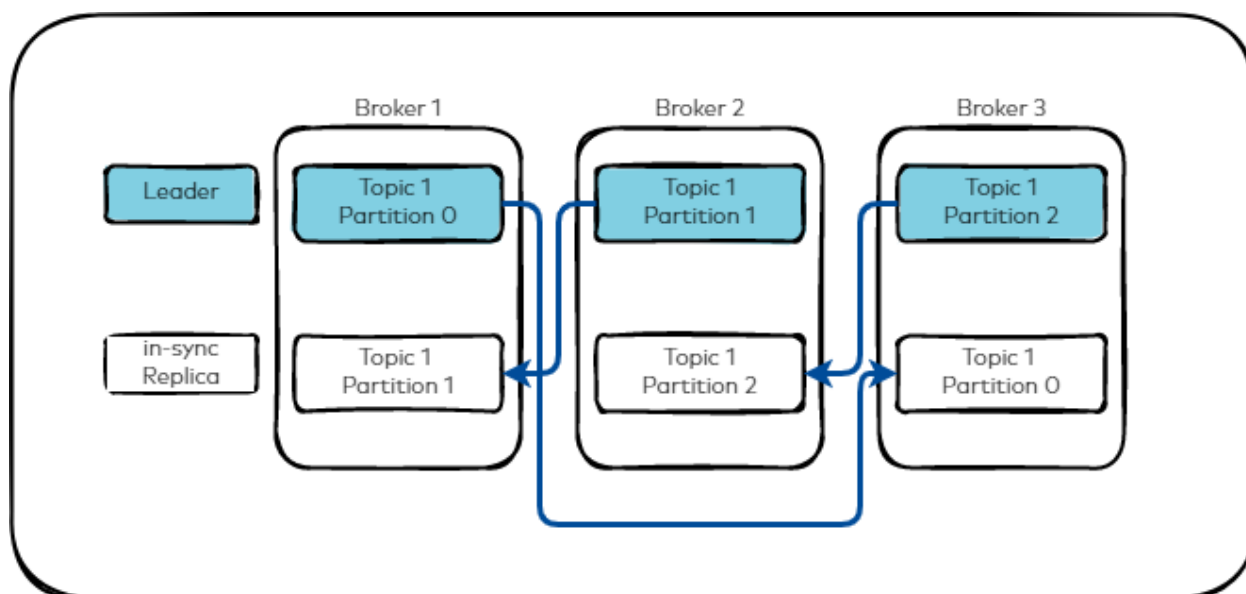 Broker 1
Broker 2
Broker 3
Leader
Topic 1
Partition 0
Topic 1
Partition 1
Topic 1
Partition 2
in-sync
Replica
Topic 1
Partition 1
Topic 1
Partition 2
Topic 1
Partition 0